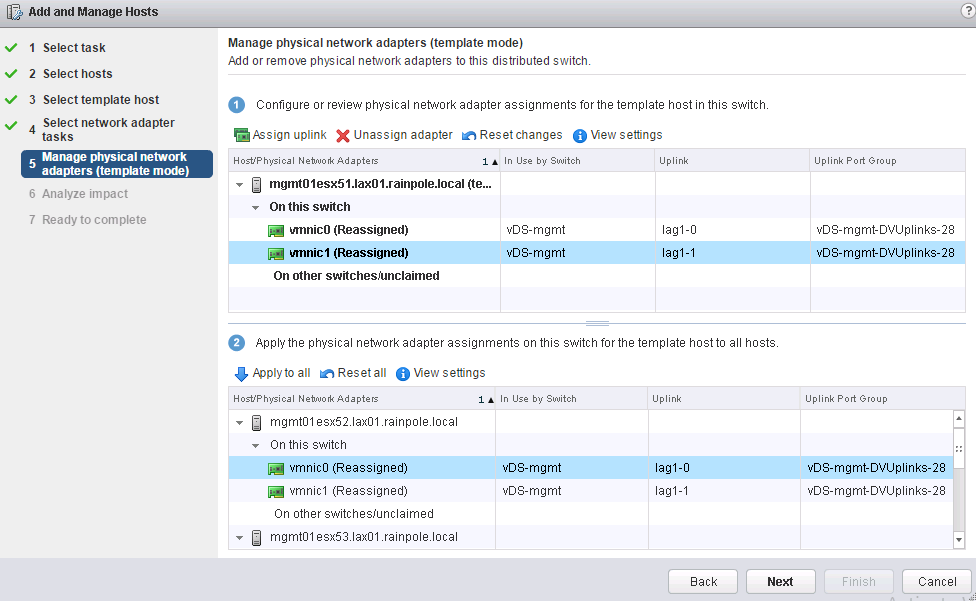 Add and Manage Hosts
?
1 Select task
2 Select hosts
3 Select template host
4 Select network adapter
tasks
5 Manage physical network
adapters (template mode)
6 Analyze impact
7 Ready to complete
Manage physical network adapters (template mode)
Add or remove physical network adapters to this distributed switch.
1 Configure or review physical network adapter assignments for the template host in this switch.
Assign uplink Unassign adapter Reset changes View settings
Host/Physical Network Adapters 1 ▲ In Use by Switch Uplink Uplink Port Group
mgmt01esx51.lax01.rainpole.local (te...
On this switch
vmnic0 (Reassigned) vDS-mgmt lag1-0 vDS-mgmt-DVUplinks-28
vmnic1 (Reassigned) vDS-mgmt lag1-1 vDS-mgmt-DVUplinks-28
On other switches/unclaimed
2 Apply the physical network adapter assignments on this switch for the template host to all hosts.
Apply to all Reset all View settings
Host/Physical Network Adapters 1 ▲ In Use by Switch Uplink Uplink Port Group
mgmt01esx52.lax01.rainpole.local
On this switch
vmnic0 (Reassigned) vDS-mgmt lag1-0 vDS-mgmt-DVUplinks-28
vmnic1 (Reassigned) vDS-mgmt lag1-1 vDS-mgmt-DVUplinks-28
On other switches/unclaimed
mgmt01esx53.lax01.rainpole.local
Back Next Finish Cancel